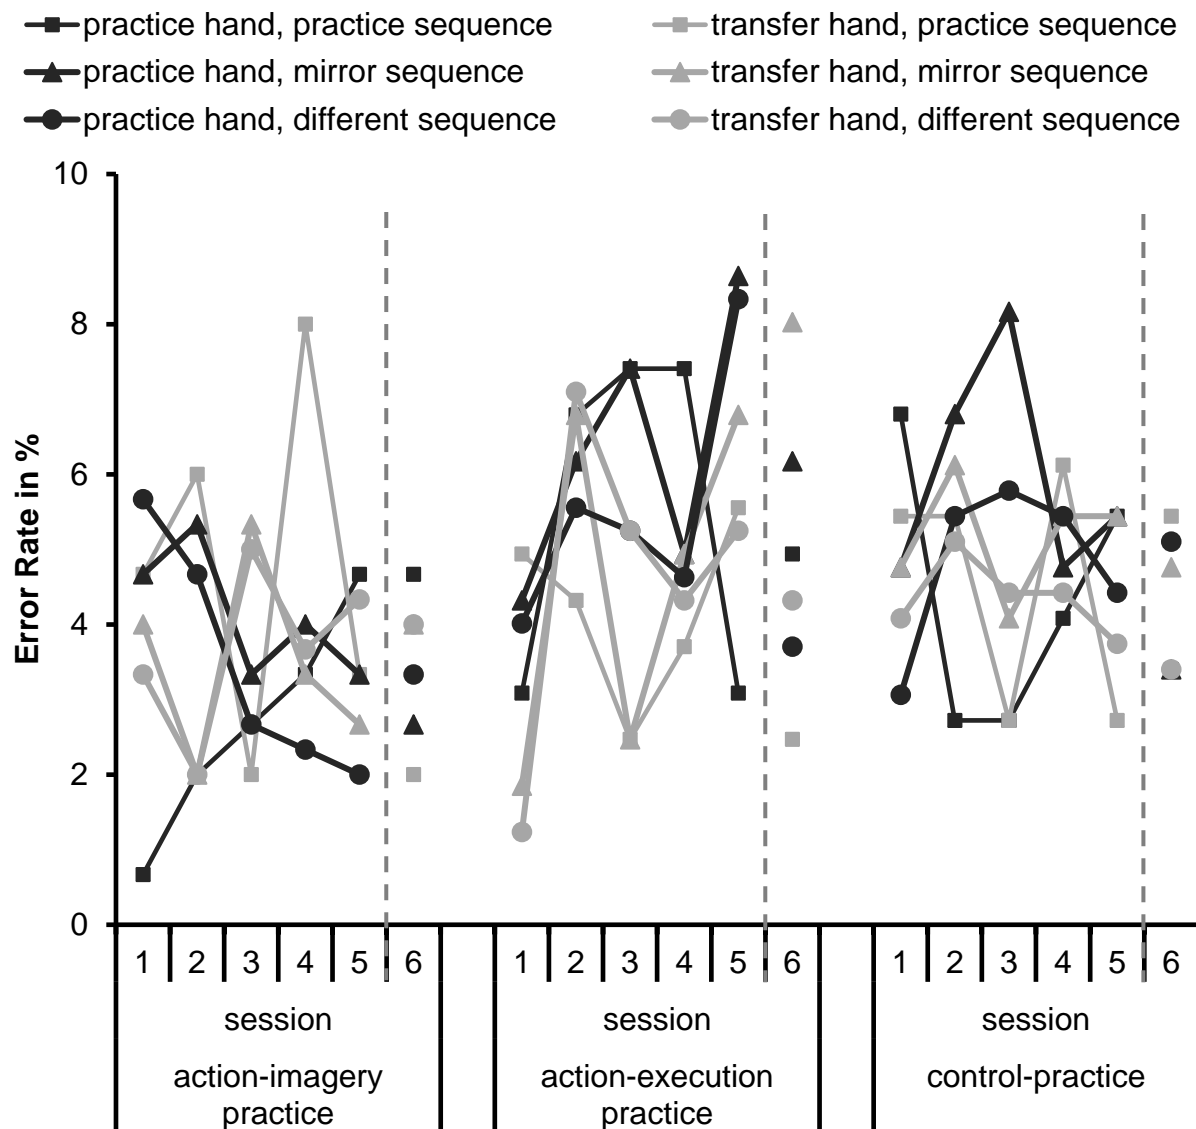 practice hand, practice sequence
transfer hand, practice sequence
practice hand, mirror sequence
transfer hand, mirror sequence
practice hand, different sequence
transfer hand, different sequence
Error Rate in %
10
8
6
4
2
0
1 2 3 4 5 6 1 2 3 4 5 6 1 2 3 4 5 6
session session session
action-imagery practice
action-execution practice
control-practice